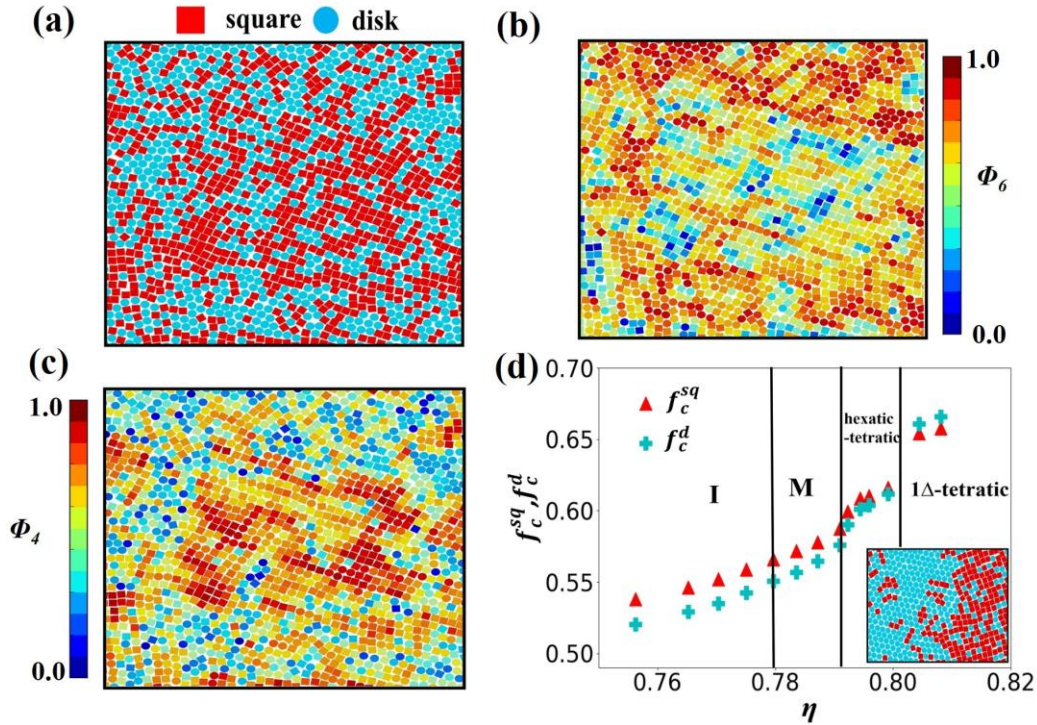 (a) square disk
(b)
1.0
Φ6
0.0
(c)
1.0
Φ4
0.0
(d)
0.70
0.65
0.60
0.55
0.50
f_c^sq, f_c^d
f_c^sq
f_c^d
I
M
hexatic
-tetratic
1Δ-tetratic
0.76 0.78 0.80 0.82
η